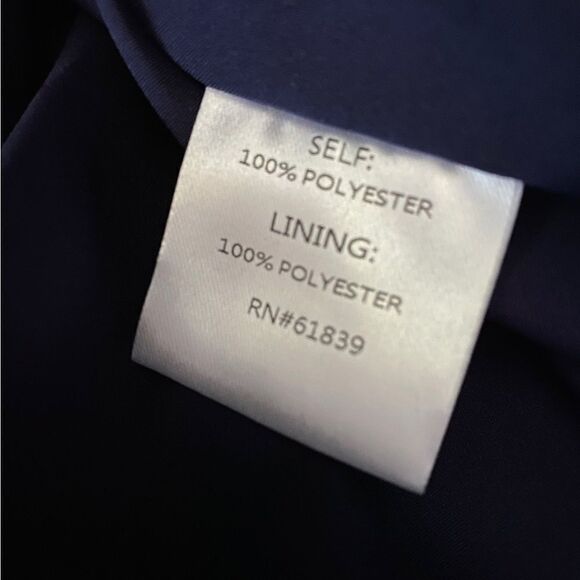 SELF:
100% POLYESTER
LINING:
100% POLYESTER
RN#61839